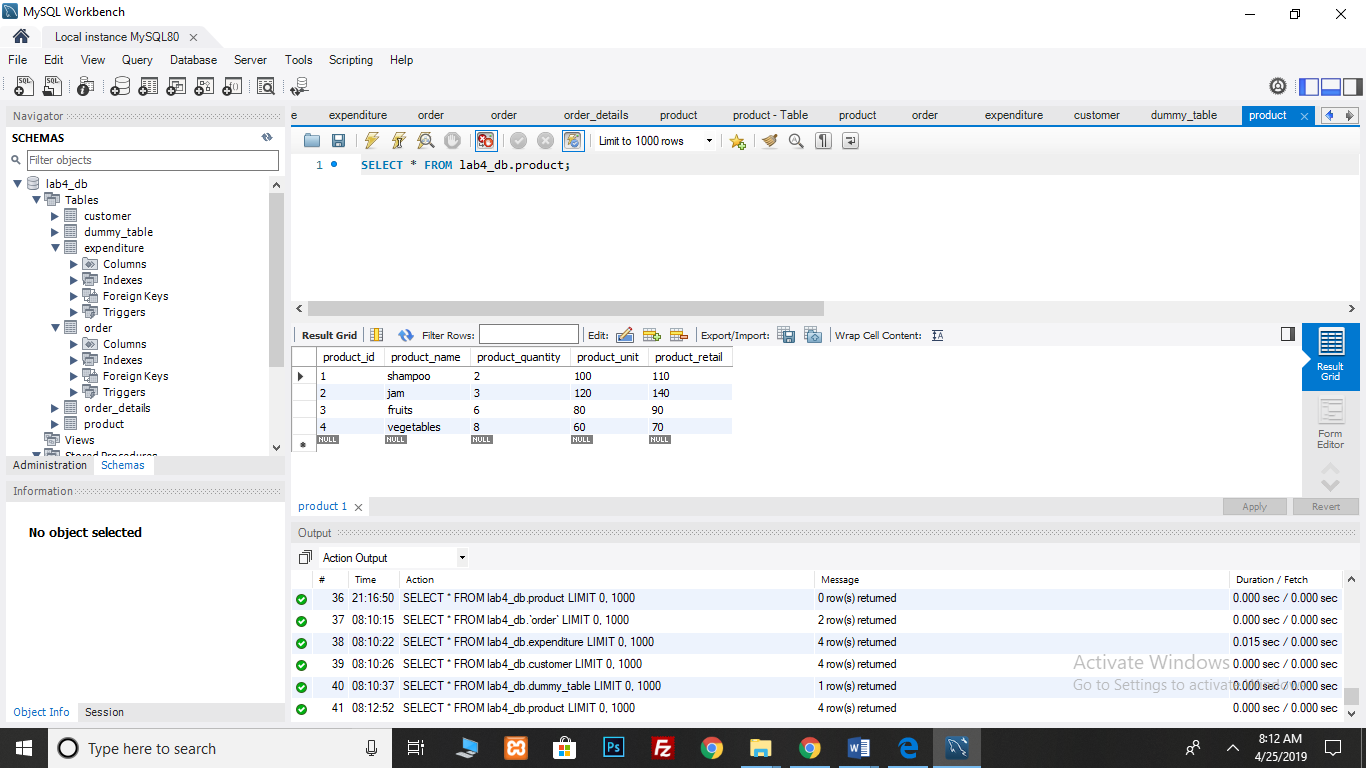 MySQL Workbench
Local instance MySQL80
File Edit View Query Database Server Tools Scripting Help
Navigator
SCHEMAS
Filter objects
lab4_db
Tables
customer
dummy_table
expenditure
Columns
Indexes
Foreign Keys
Triggers
order
Columns
Indexes
Foreign Keys
Triggers
order_details
product
Views
Stored Procedures
Administration Schemas
Information
No object selected
Object Info Session
e expenditure order order order_details product product - Table product order expenditure customer dummy_table product
Limit to 1000 rows
1 SELECT * FROM lab4_db.product;
Result Grid Filter Rows: Edit: Export/Import: Wrap Cell Content:
product_id product_name product_quantity product_unit product_retail
1 shampoo 2 100 110
2 jam 3 120 140
3 fruits 6 80 90
4 vegetables 8 60 70
NULL NULL NULL NULL NULL
Result Grid
Form Editor
product 1
Apply Revert
Output
Action Output
# Time Action Message Duration / Fetch
36 21:16:50 SELECT * FROM lab4_db.product LIMIT 0, 1000 0 row(s) returned 0.000 sec / 0.000 sec
37 08:10:15 SELECT * FROM lab4_db.`order` LIMIT 0, 1000 2 row(s) returned 0.000 sec / 0.000 sec
38 08:10:22 SELECT * FROM lab4_db.expenditure LIMIT 0, 1000 4 row(s) returned 0.015 sec / 0.000 sec
39 08:10:26 SELECT * FROM lab4_db.customer LIMIT 0, 1000 4 row(s) returned 0.000 sec / 0.000 sec
40 08:10:37 SELECT * FROM lab4_db.dummy_table LIMIT 0, 1000 1 row(s) returned 0.000 sec / 0.000 sec
41 08:12:52 SELECT * FROM lab4_db.product LIMIT 0, 1000 4 row(s) returned 0.000 sec / 0.000 sec
Activate Windows
Go to Settings to activate Windows.
Type here to search
Ps
Fz
8:12 AM
4/25/2019